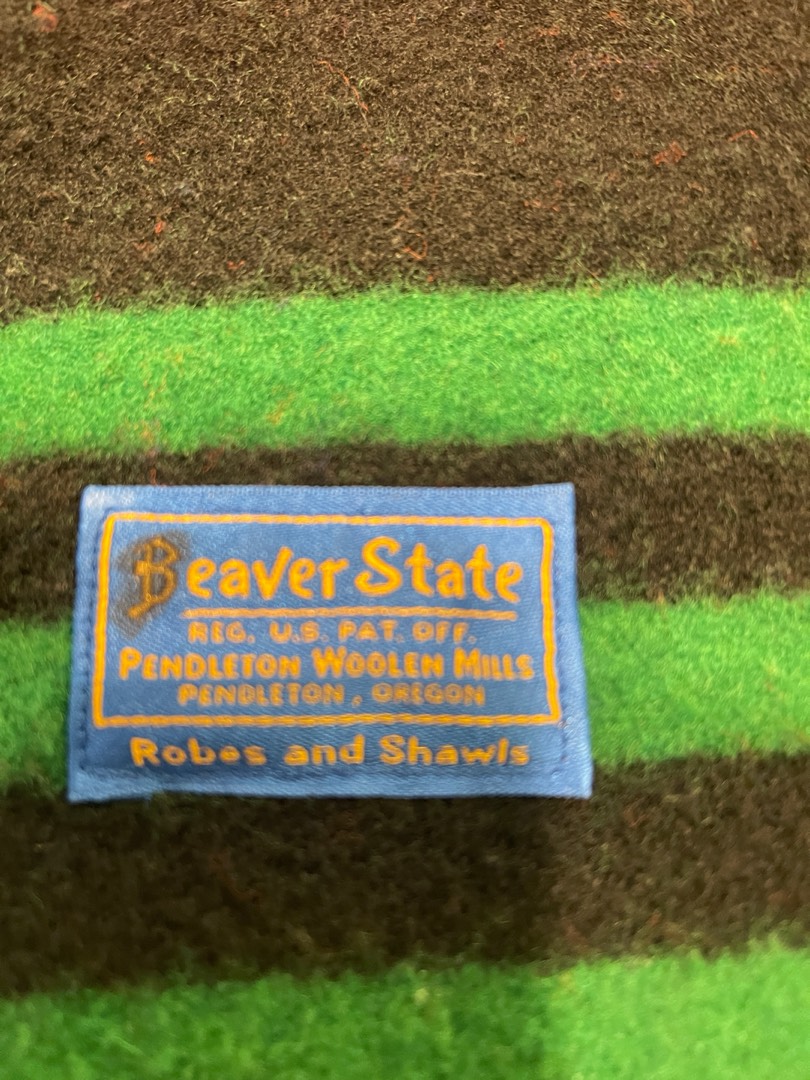 Beaver State
REG. U.S. PAT. OFF.
PENDLETON WOOLEN MILLS
PENDLETON, OREGON
Robes and Shawls